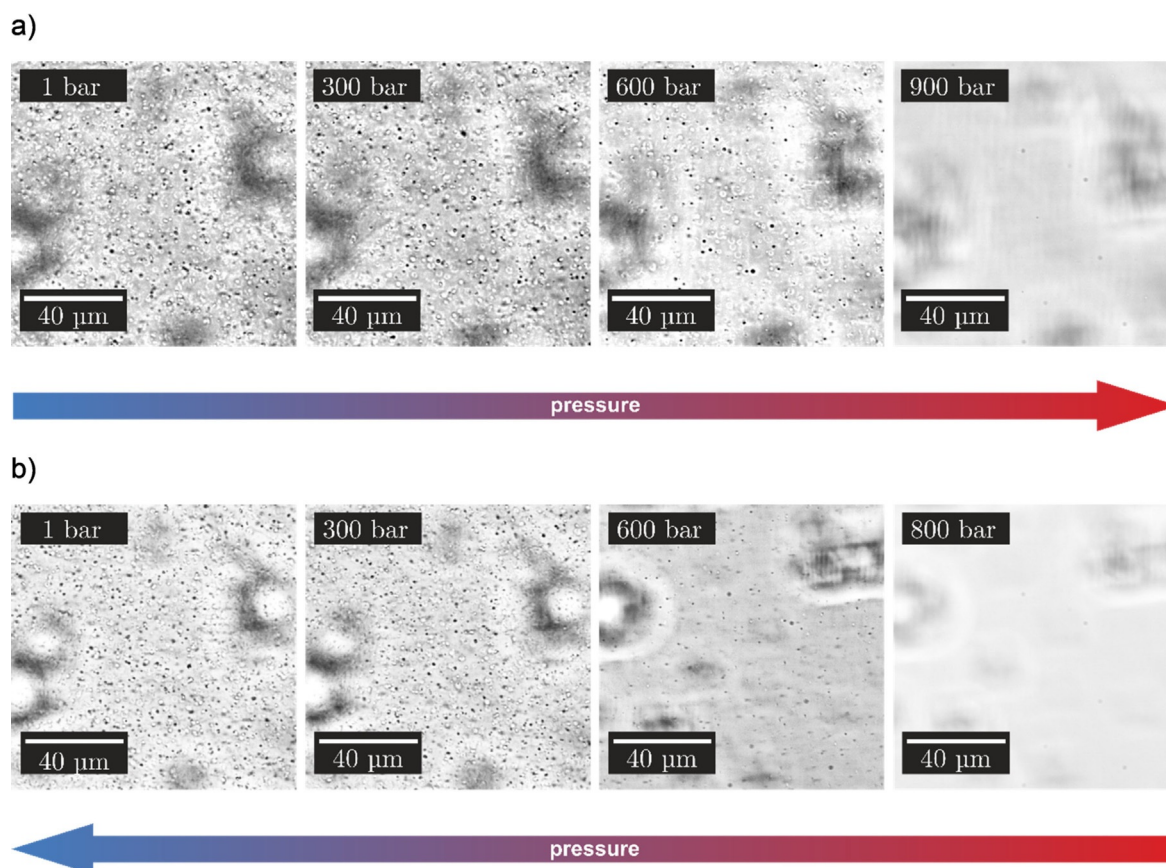 a)
1 bar 300 bar 600 bar 900 bar
40 µm 40 µm 40 µm 40 µm
pressure
b)
1 bar 300 bar 600 bar 800 bar
40 µm 40 µm 40 µm 40 µm
pressure